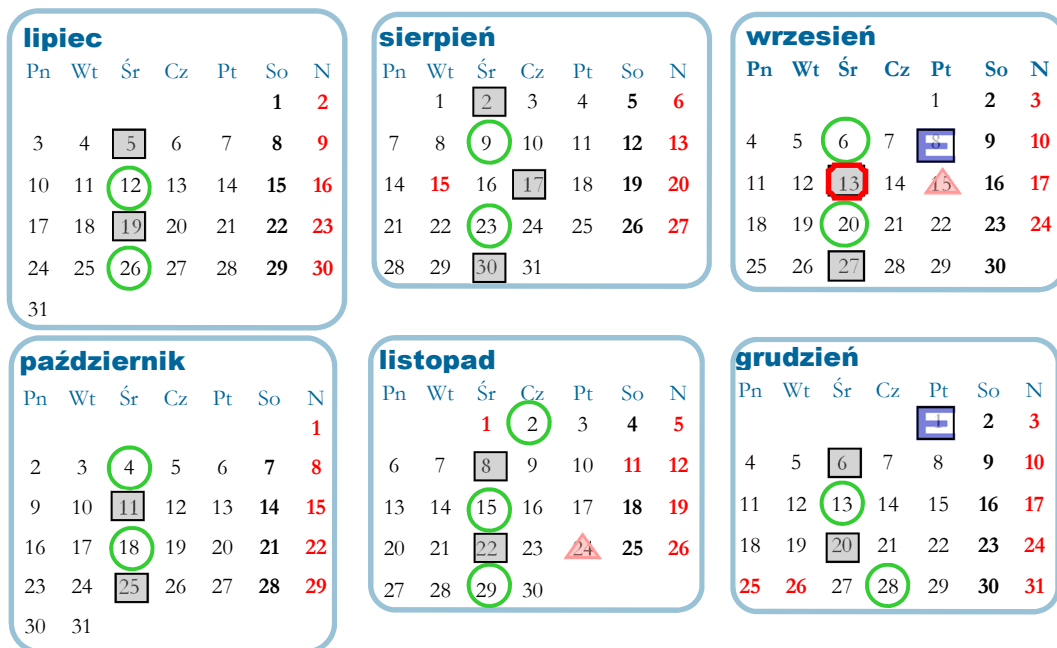 lipiec
Pn Wt Śr Cz Pt So N
1 2
3 4 5 6 7 8 9
10 11 12 13 14 15 16
17 18 19 20 21 22 23
24 25 26 27 28 29 30
31
sierpień
Pn Wt Śr Cz Pt So N
1 2 3 4 5 6
7 8 9 10 11 12 13
14 15 16 17 18 19 20
21 22 23 24 25 26 27
28 29 30 31
wrzesień
Pn Wt Śr Cz Pt So N
1 2 3
4 5 6 7 8 9 10
11 12 13 14 15 16 17
18 19 20 21 22 23 24
25 26 27 28 29 30
październik
Pn Wt Śr Cz Pt So N
1
2 3 4 5 6 7 8
9 10 11 12 13 14 15
16 17 18 19 20 21 22
23 24 25 26 27 28 29
30 31
listopad
Pn Wt Śr Cz Pt So N
1 2 3 4 5
6 7 8 9 10 11 12
13 14 15 16 17 18 19
20 21 22 23 24 25 26
27 28 29 30
grudzień
Pn Wt Śr Cz Pt So N
1 2 3
4 5 6 7 8 9 10
11 12 13 14 15 16 17
18 19 20 21 22 23 24
25 26 27 28 29 30 31